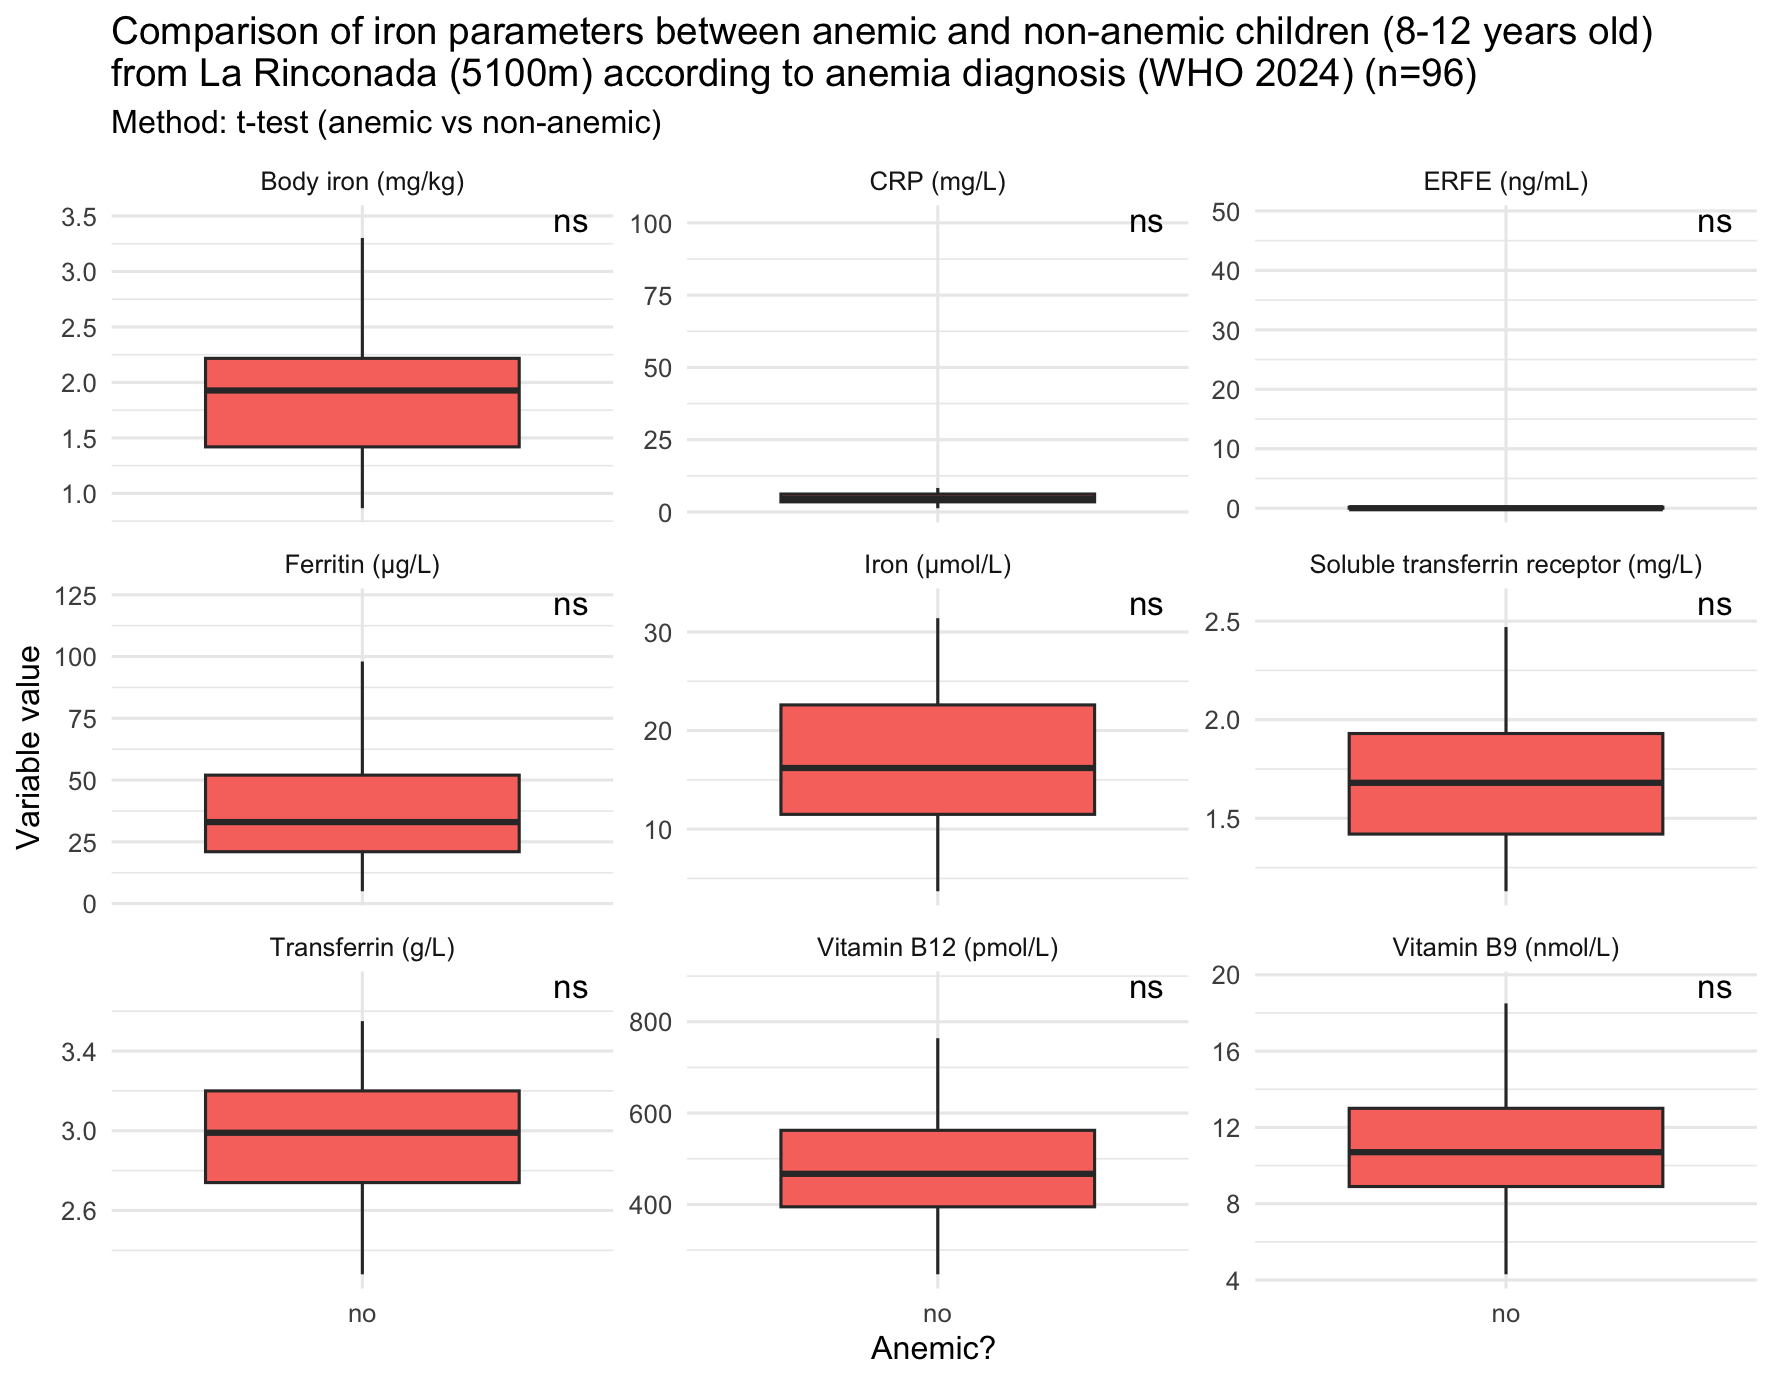 Comparison of iron parameters between anemic and non-anemic children (8-12 years old)
from La Rinconada (5100m) according to anemia diagnosis (WHO 2024) (n=96)
Method: t-test (anemic vs non-anemic)
Body iron (mg/kg)
ns
3.5
3.0
2.5
2.0
1.5
1.0
CRP (mg/L)
ns
100
75
50
25
0
ERFE (ng/mL)
ns
50
40
30
20
10
0
Variable value
Ferritin (µg/L)
ns
125
100
75
50
25
0
Iron (µmol/L)
ns
30
20
10
Soluble transferrin receptor (mg/L)
ns
2.5
2.0
1.5
Transferrin (g/L)
ns
3.4
3.0
2.6
no
Vitamin B12 (pmol/L)
ns
800
600
400
no
Vitamin B9 (nmol/L)
ns
20
16
12
8
4
no
Anemic?